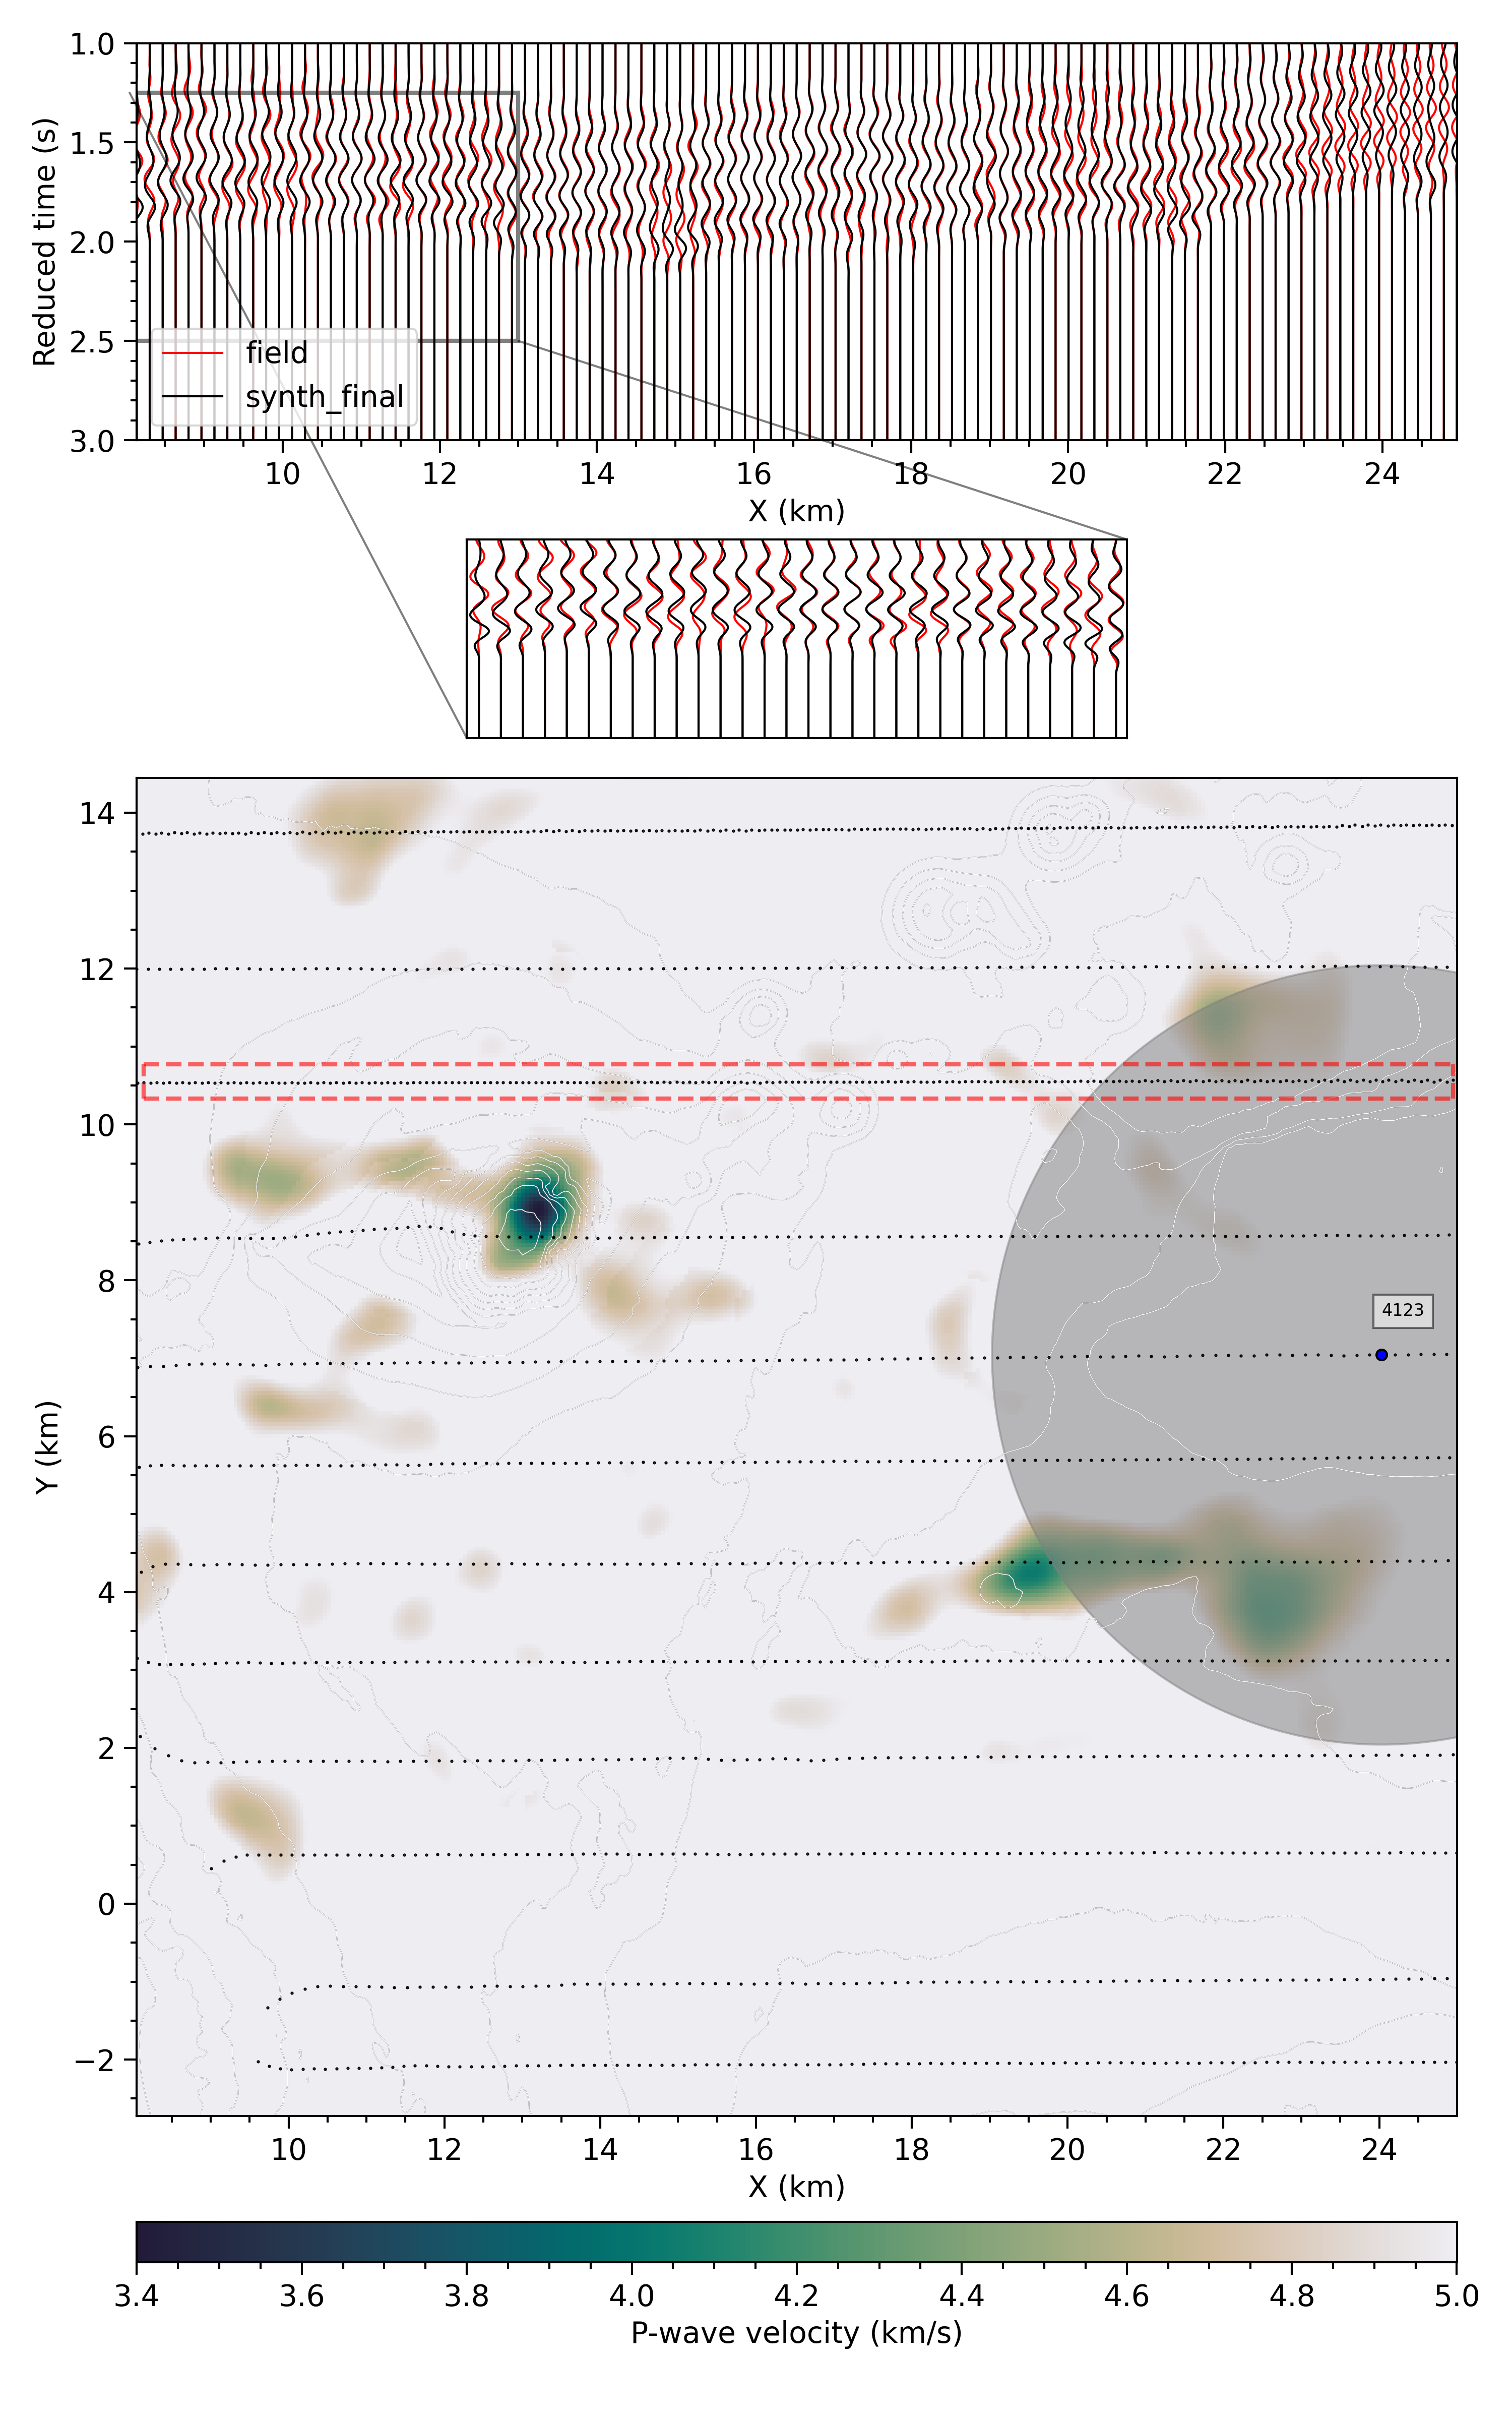 1.0
1.5
2.0
2.5
3.0
Reduced time (s)
field
synth_final
10 12 14 16 18 20 22 24
X (km)
14
12
10
8
6
4
2
0
−2
Y (km)
4123
10 12 14 16 18 20 22 24
X (km)
3.4 3.6 3.8 4.0 4.2 4.4 4.6 4.8 5.0
P-wave velocity (km/s)